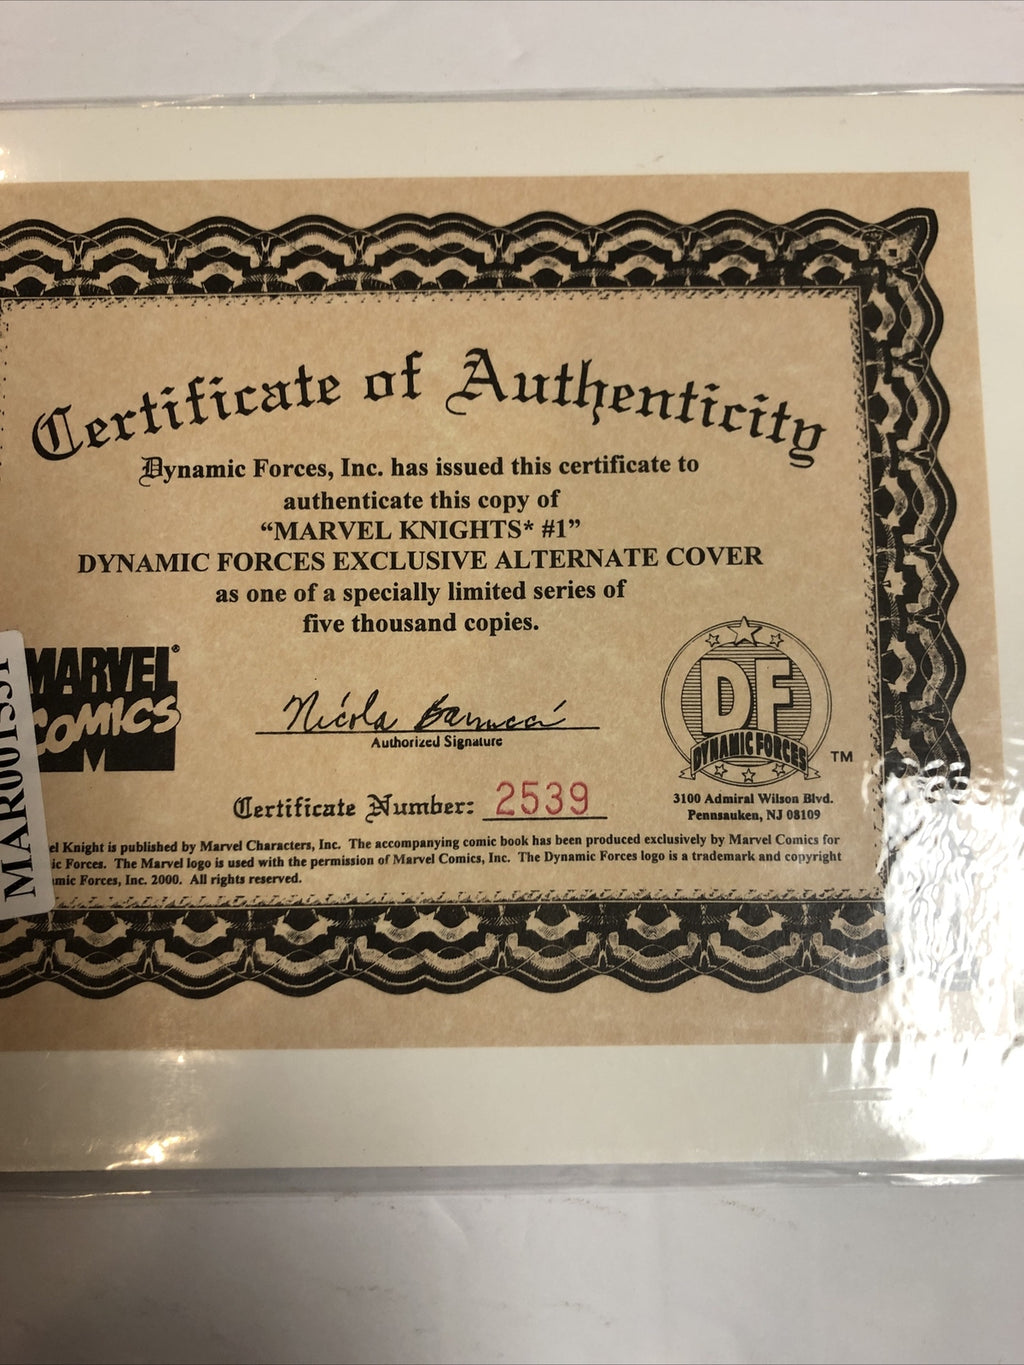 Certificate of Authenticity
Dynamic Forces, Inc. has issued this certificate to
authenticate this copy of
“MARVEL KNIGHTS* #1”
DYNAMIC FORCES EXCLUSIVE ALTERNATE COVER
as one of a specially limited series of
five thousand copies.
MARVEL®
COMICS
Nicola Barrucci
Authorized Signature
DF
DYNAMIC FORCES
TM
Certificate Number: 2539
3100 Admiral Wilson Blvd.
Pennsauken, NJ 08109
el Knight is published by Marvel Characters, Inc. The accompanying comic book has been produced exclusively by Marvel Comics for
ic Forces. The Marvel logo is used with the permission of Marvel Comics, Inc. The Dynamic Forces logo is a trademark and copyright
mic Forces, Inc. 2000. All rights reserved.